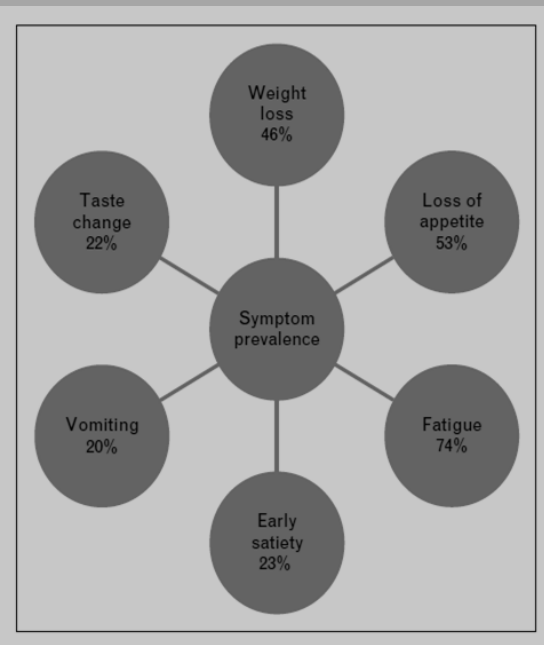 Weight
loss
46%
Taste
change
22%
Loss of
appetite
53%
Symptom
prevalence
Vomiting
20%
Fatigue
74%
Early
satiety
23%